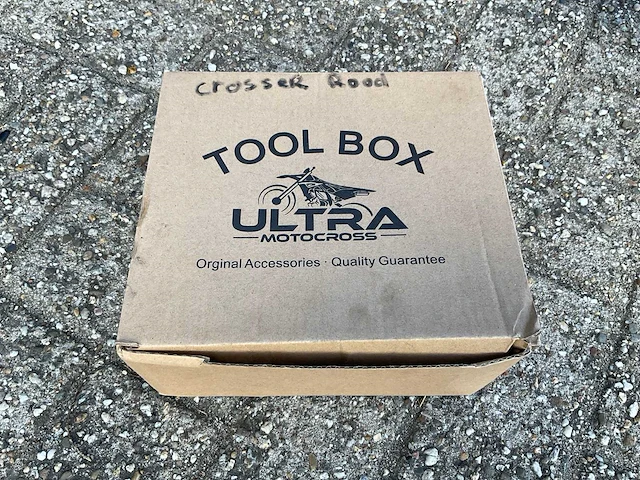 crosser Rood
TOOL BOX
ULTRA
MOTOCROSS
Orginal Accessories · Quality Guarantee